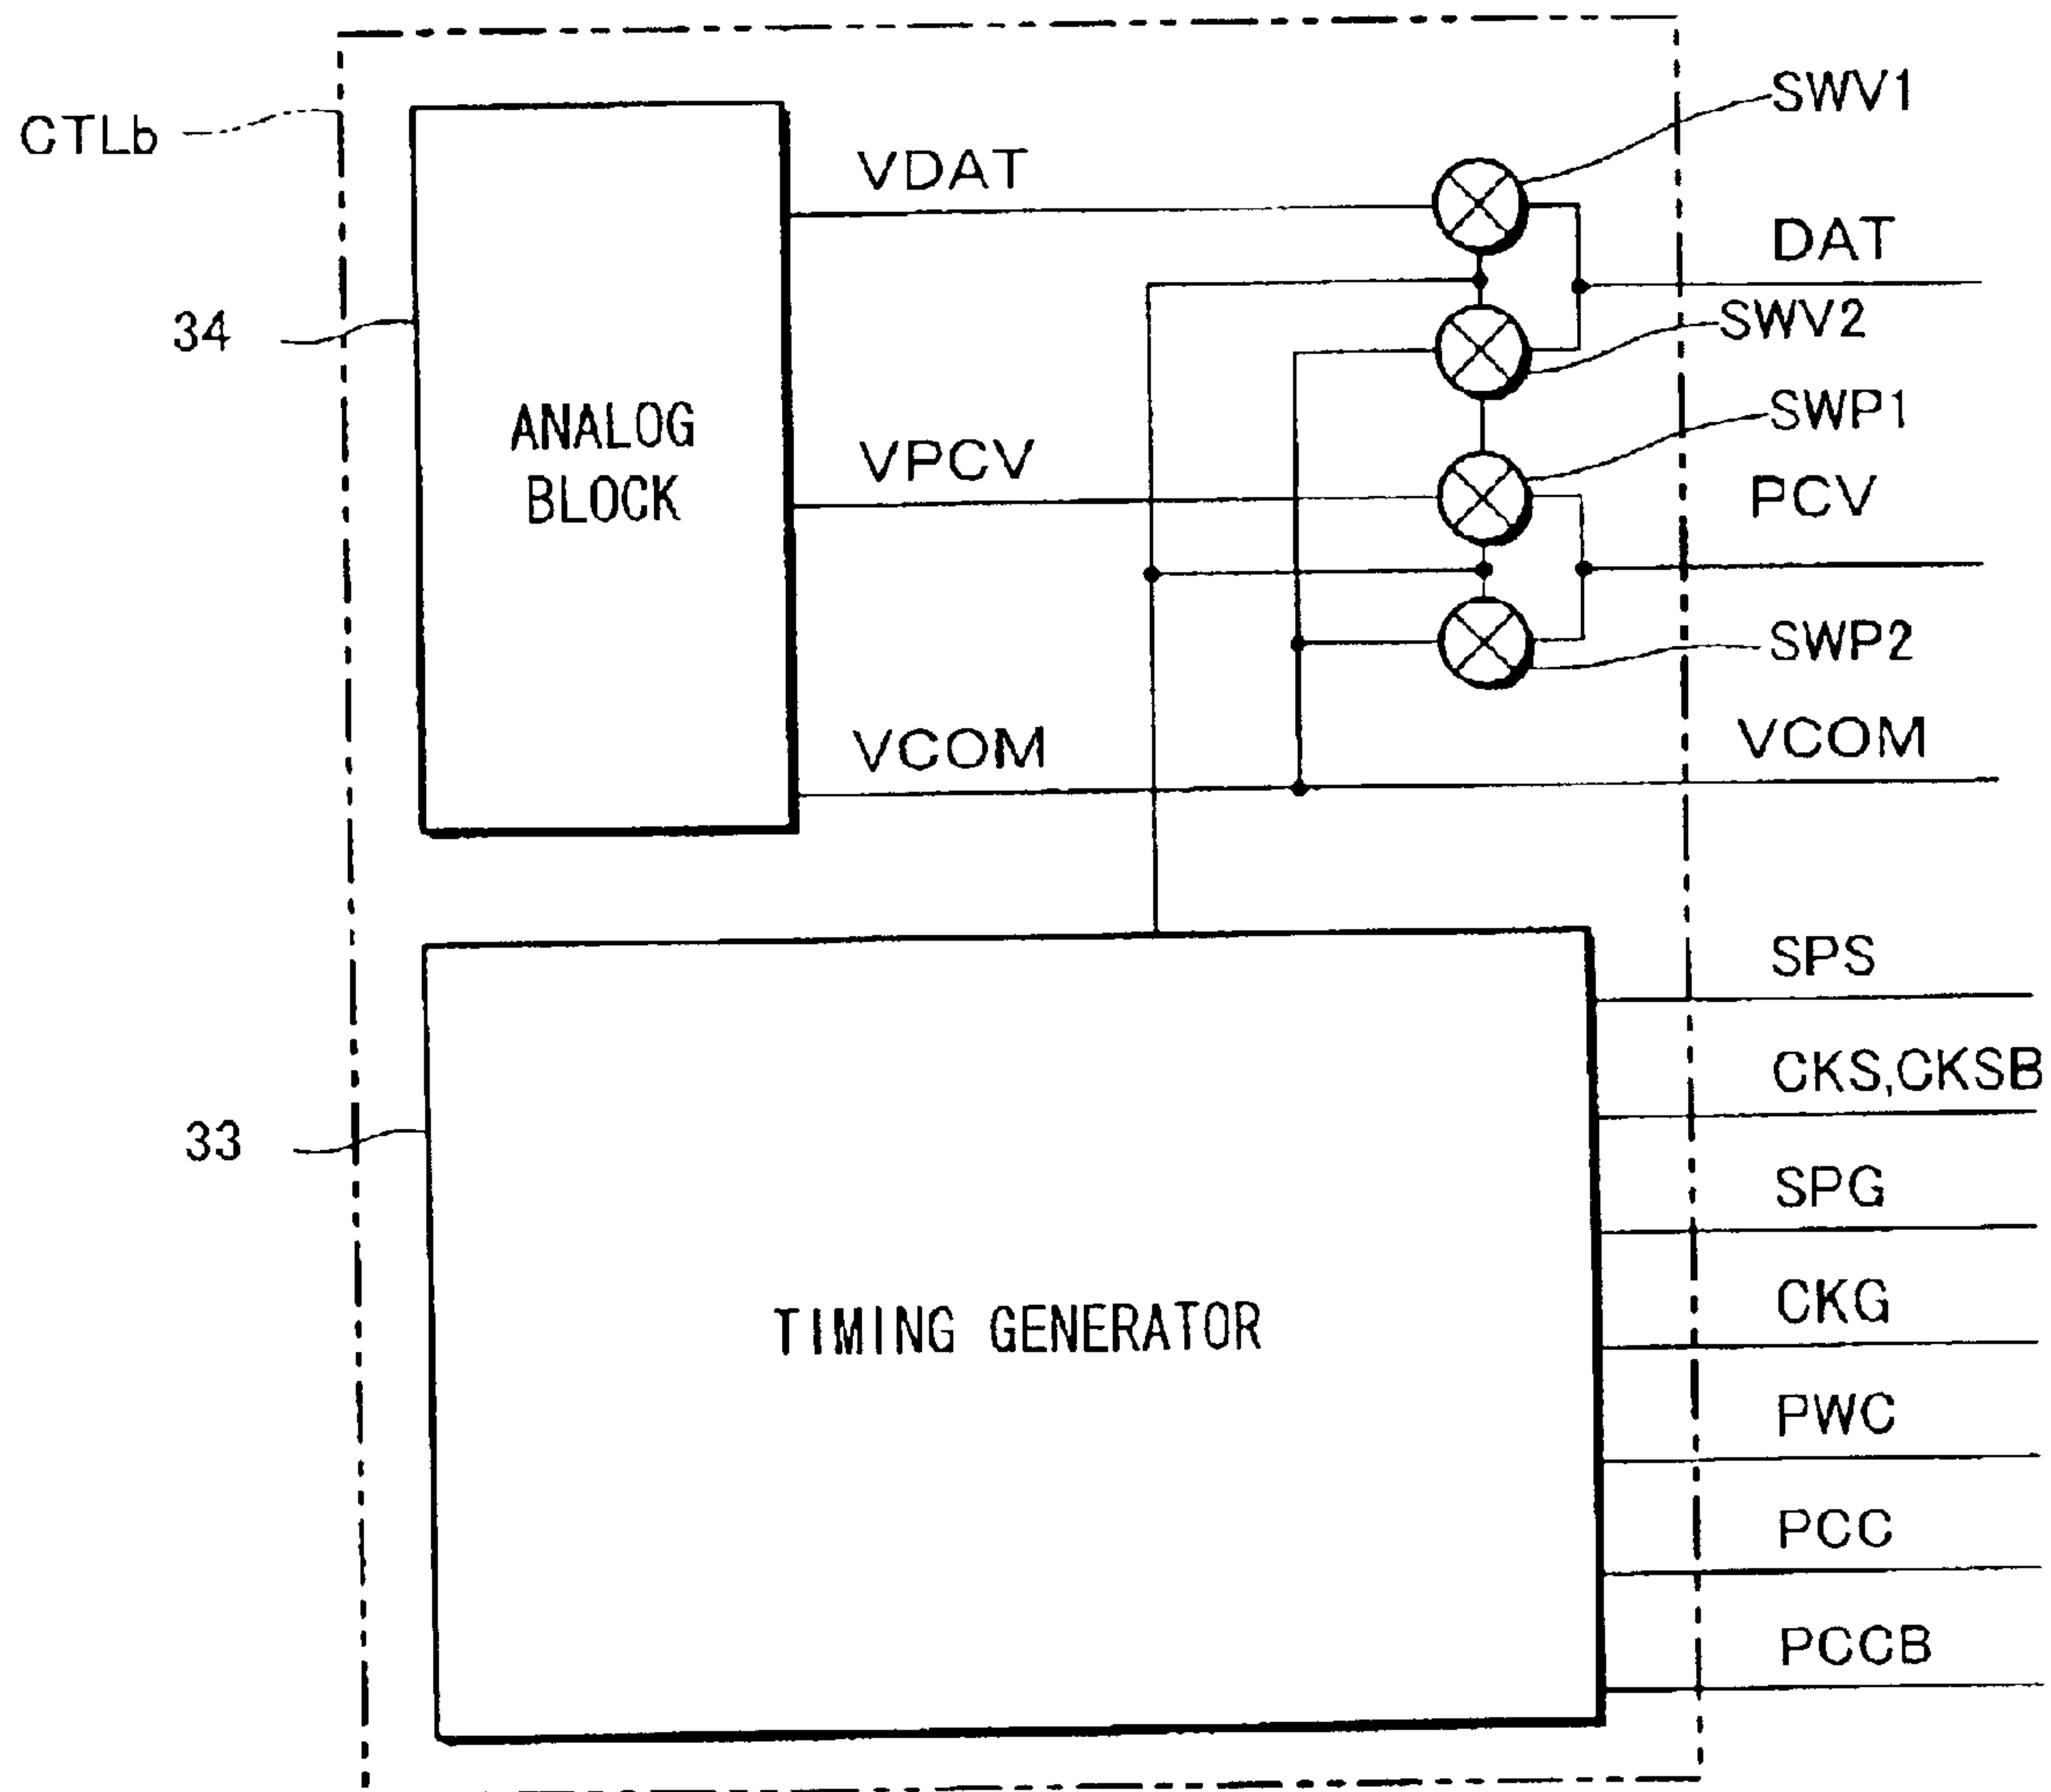 SWV1
CTLb
VDAT
DAT
SWV2
34
SWP1
ANALOG
BLOCK
VPCV
PCV
SWP2
VCOM
VCOM
SPS
CKS,CKSB
33
SPG
CKG
TIMING GENERATOR
PWC
PCC
PCCB